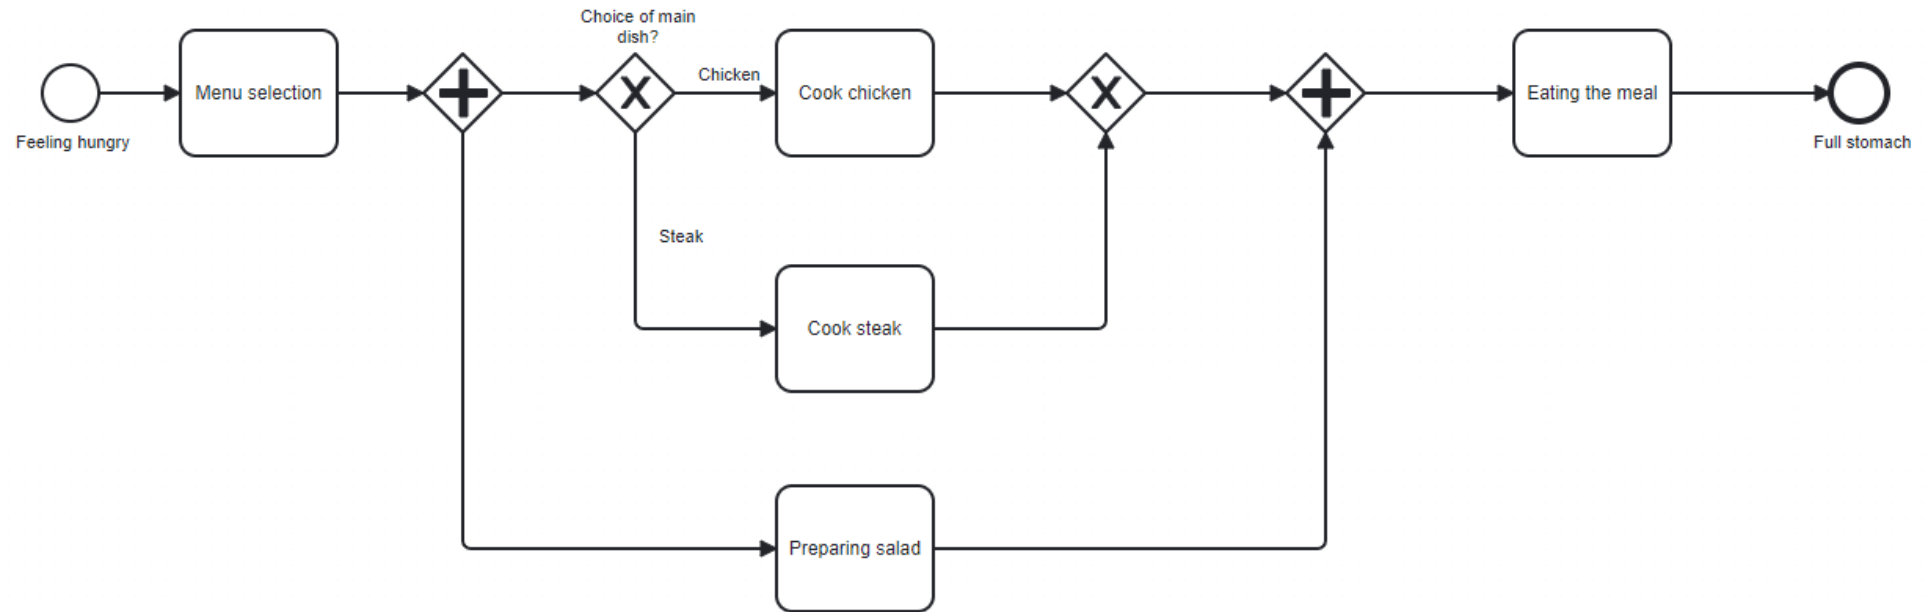 Choice of main
dish?
Feeling hungry
Menu selection
Chicken
Cook chicken
Eating the meal
Full stomach
Steak
Cook steak
Preparing salad